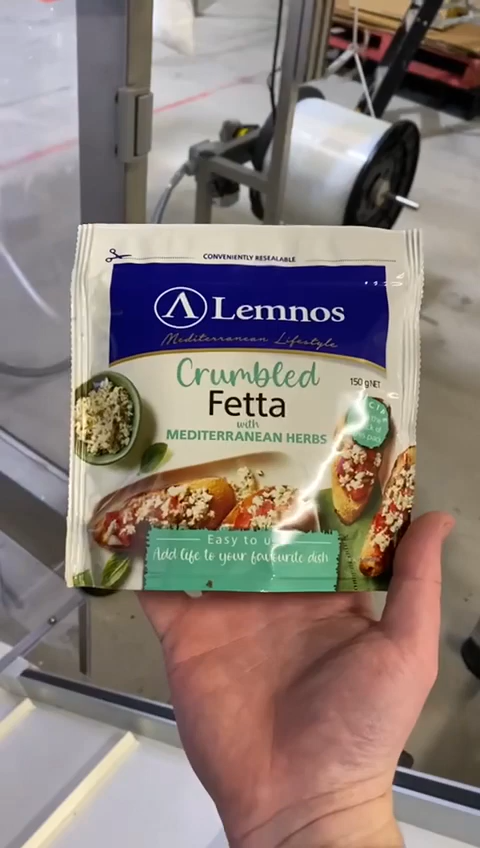 CONVENIENTLY RESEALABLE
Lemnos
Mediterranean Lifestyle
Crumbled
Fetta
150 g NET
with
MEDITERRANEAN HERBS
Easy to
Add life to your favourite dish